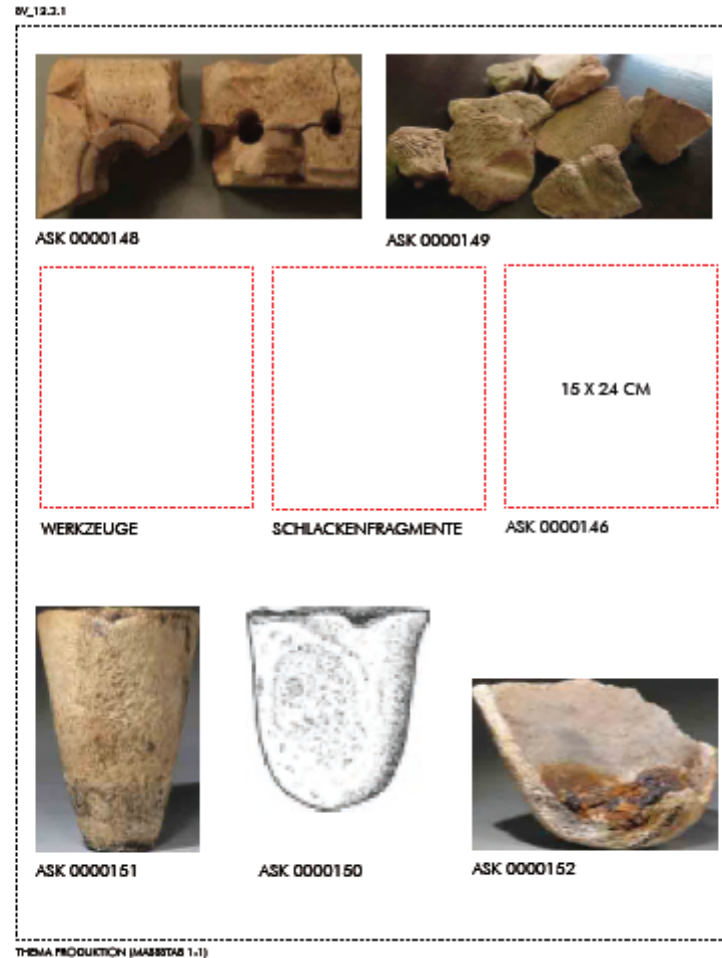 BV_12.2.1
ASK 0000148
ASK 0000149
15 X 24 CM
WERKZEUGE
SCHLACKENFRAGMENTE
ASK 0000146
ASK 0000151
ASK 0000150
ASK 0000152
THEMA PRODUKTION (MASSSTAB 1:1)